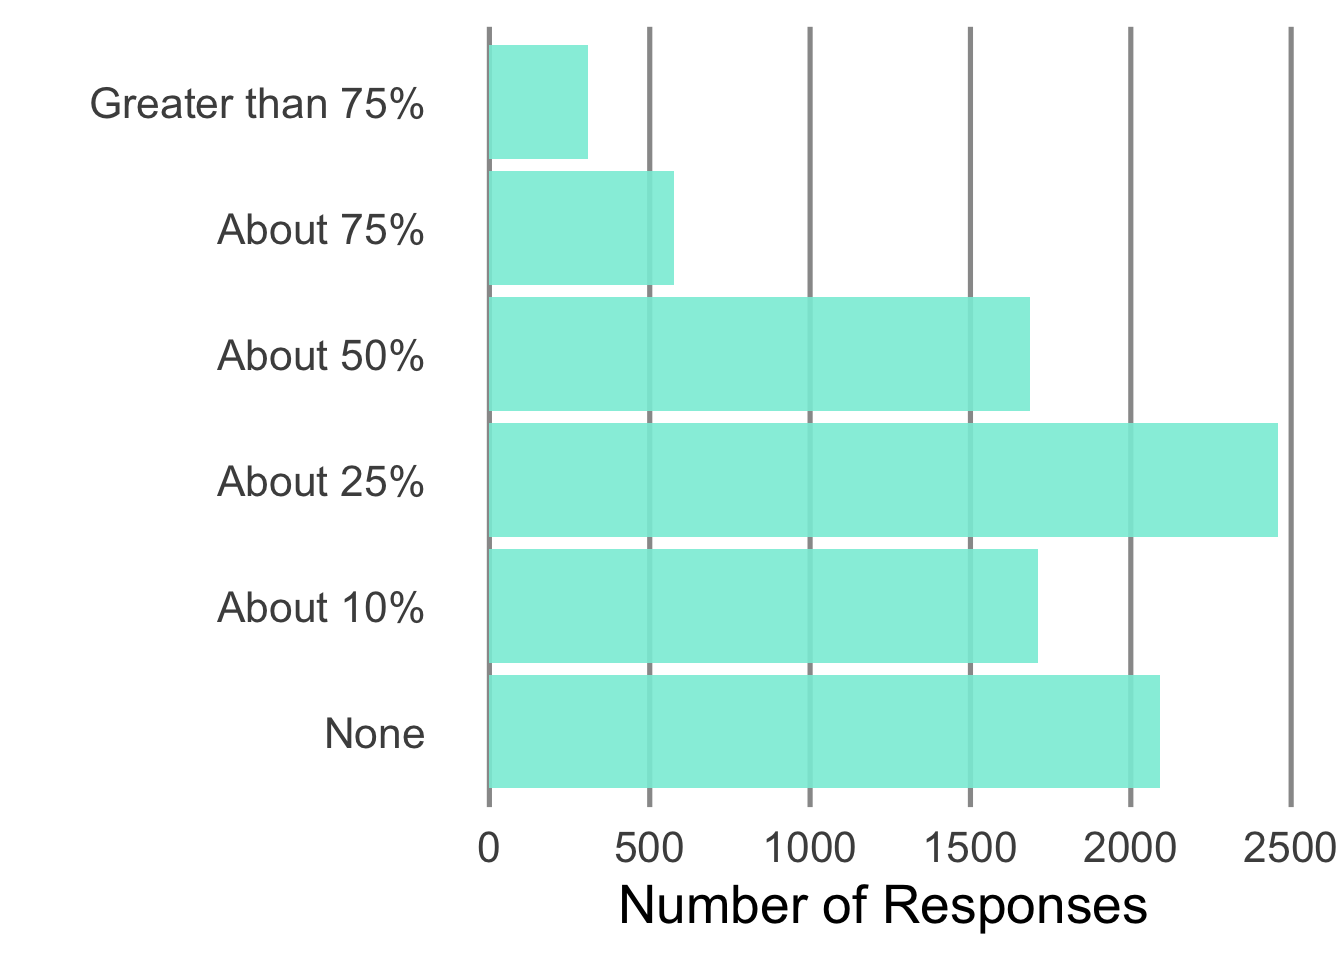 Greater than 75%
About 75%
About 50%
About 25%
About 10%
None
0 500 1000 1500 2000 2500
Number of Responses